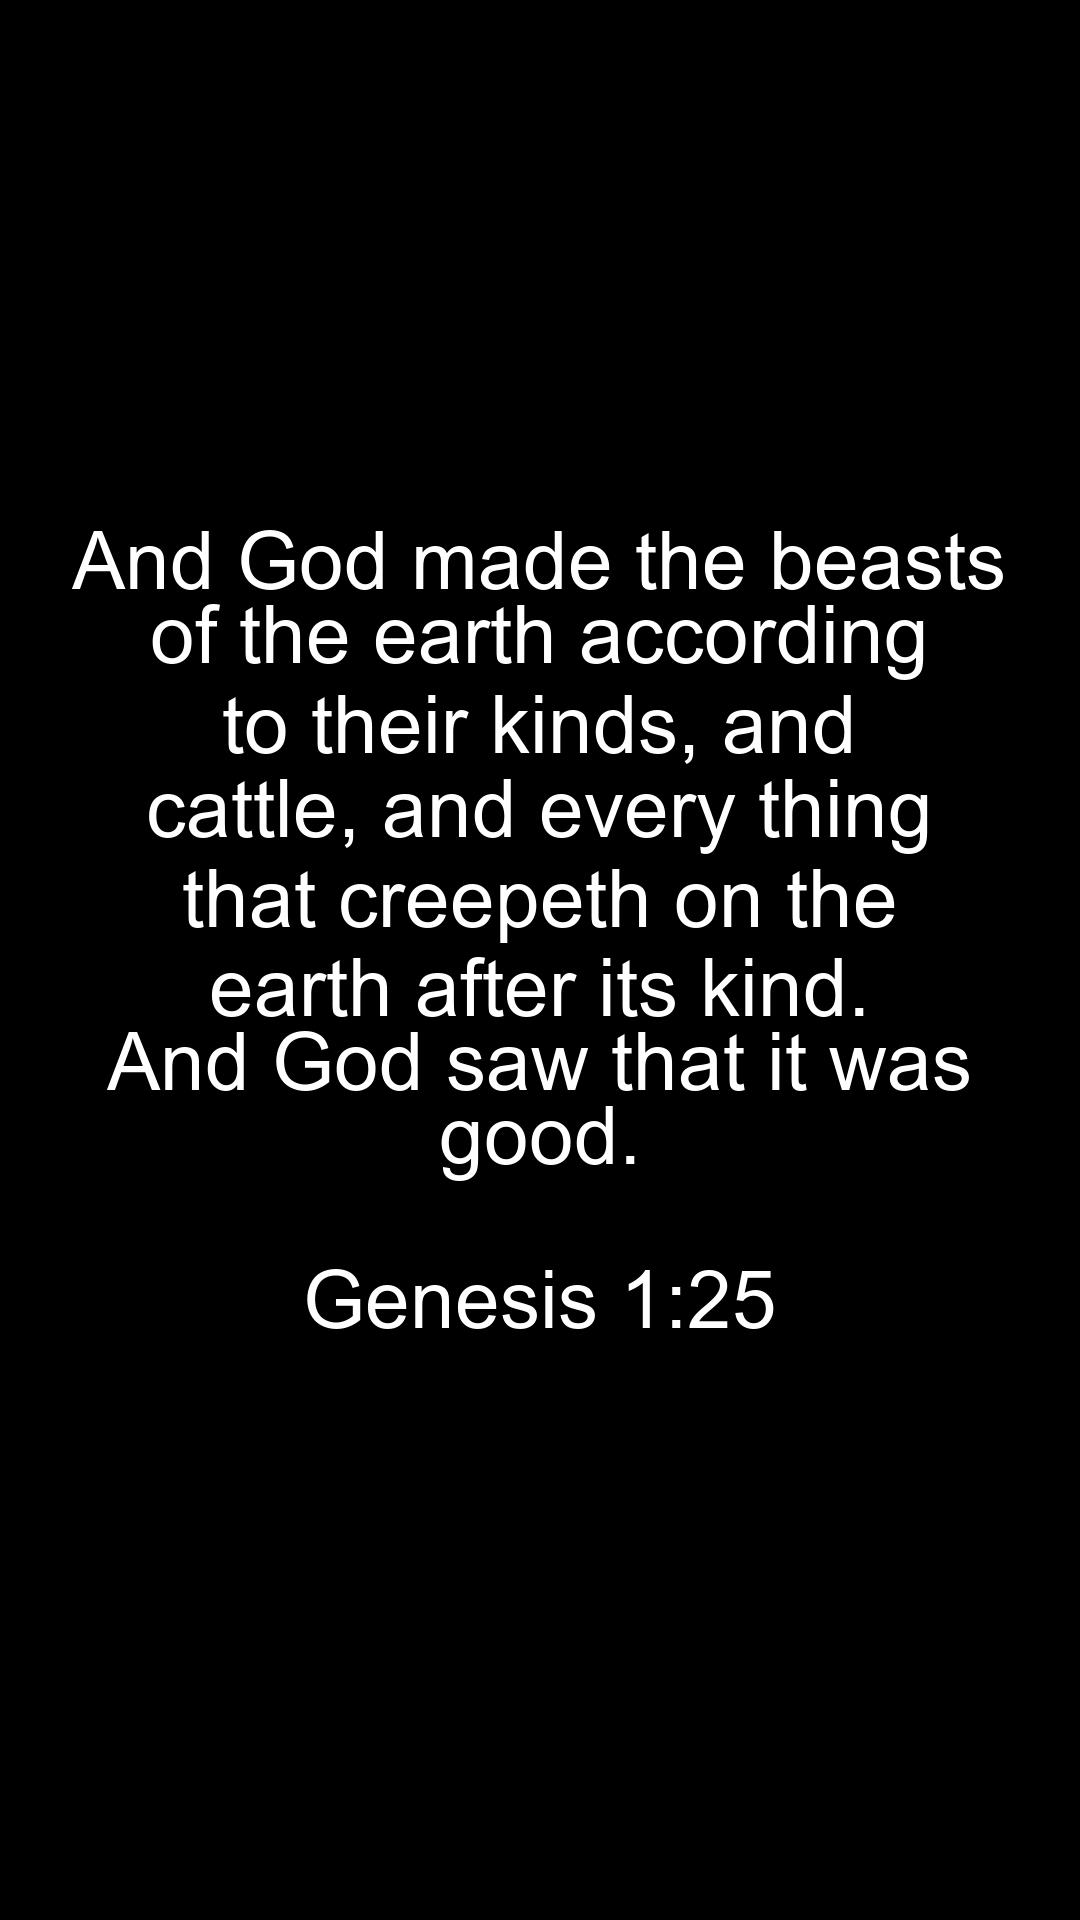 And God made the beasts
of the earth according
to their kinds, and
cattle, and every thing
that creepeth on the
earth after its kind.
And God saw that it was
good.
Genesis 1:25